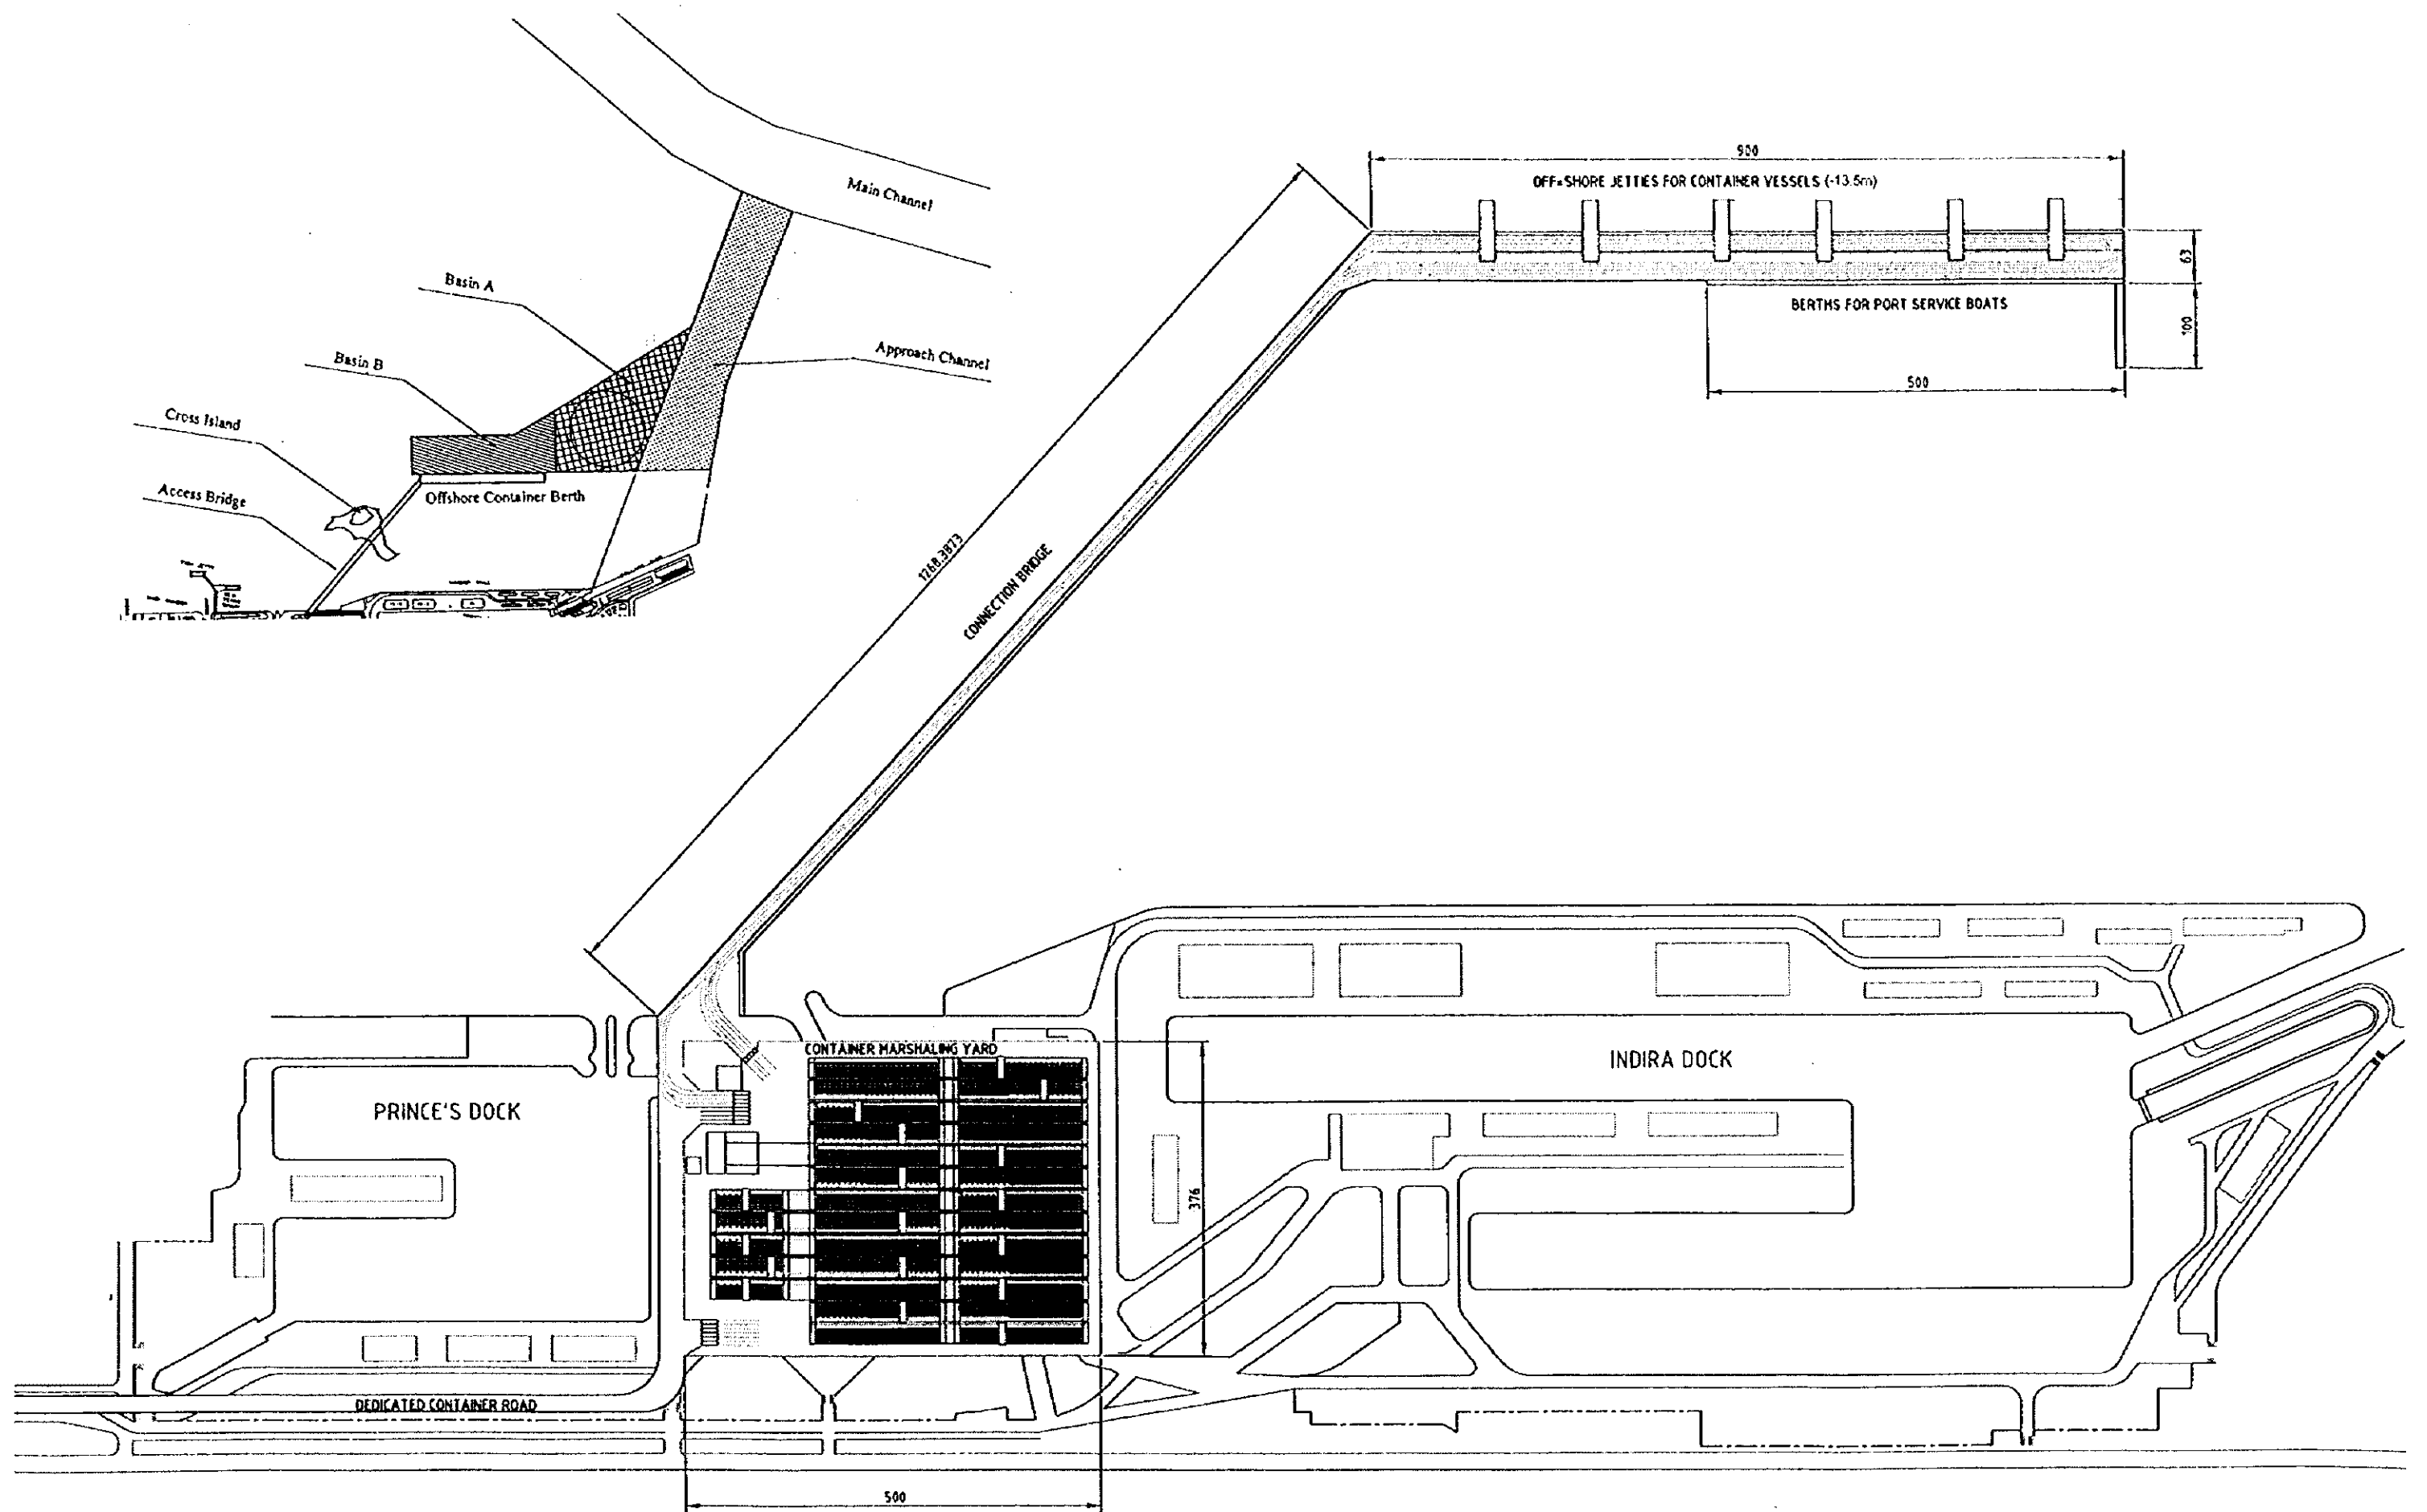 Main Channel
Basin A
Approach Channel
Basin B
Cross Island
Access Bridge
Offshore Container Berth
900
OFF-SHORE JETTIES FOR CONTAINER VESSELS (-13.5m)
63
BERTHS FOR PORT SERVICE BOATS
100
500
1268.3873
CONNECTION BRIDGE
CONTAINER MARSHALING YARD
INDIRA DOCK
PRINCE'S DOCK
376
DEDICATED CONTAINER ROAD
500